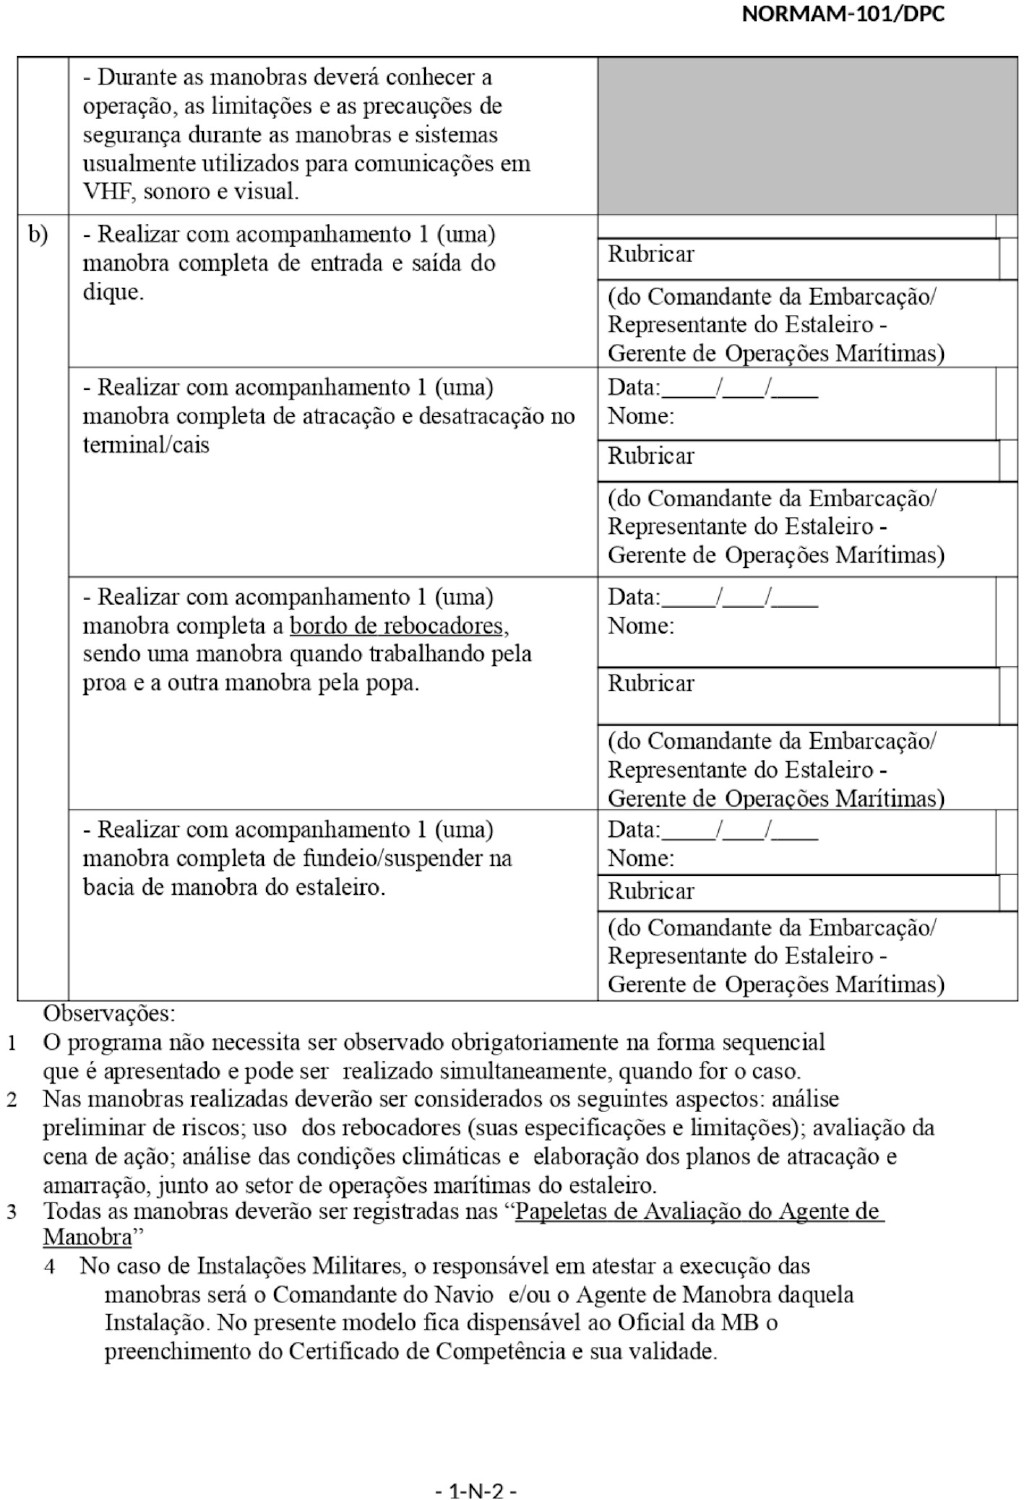 NORMAM-101/DPC
- Durante as manobras deverá conhecer a
operação, as limitações e as precauções de
segurança durante as manobras e sistemas
usualmente utilizados para comunicações em
VHF, sonoro e visual.
b)
- Realizar com acompanhamento 1 (uma)
manobra completa de entrada e saída do
dique.
Rubricar
(do Comandante da Embarcação/
Representante do Estaleiro -
Gerente de Operações Marítimas)
- Realizar com acompanhamento 1 (uma)
manobra completa de atracação e desatracação no
terminal/cais
Data:_____/____/____
Nome:
Rubricar
(do Comandante da Embarcação/
Representante do Estaleiro -
Gerente de Operações Marítimas)
- Realizar com acompanhamento 1 (uma)
manobra completa a bordo de rebocadores,
sendo uma manobra quando trabalhando pela
proa e a outra manobra pela popa.
Data:_____/____/____
Nome:
Rubricar
(do Comandante da Embarcação/
Representante do Estaleiro -
Gerente de Operações Marítimas)
- Realizar com acompanhamento 1 (uma)
manobra completa de fundeio/suspender na
bacia de manobra do estaleiro.
Data:_____/____/____
Nome:
Rubricar
(do Comandante da Embarcação/
Representante do Estaleiro -
Gerente de Operações Marítimas)
Observações:
1 O programa não necessita ser observado obrigatoriamente na forma sequencial
que é apresentado e pode ser realizado simultaneamente, quando for o caso.
2 Nas manobras realizadas deverão ser considerados os seguintes aspectos: análise
preliminar de riscos; uso dos rebocadores (suas especificações e limitações); avaliação da
cena de ação; análise das condições climáticas e elaboração dos planos de atracação e
amarração, junto ao setor de operações marítimas do estaleiro.
3 Todas as manobras deverão ser registradas nas “Papeletas de Avaliação do Agente de
Manobra”
4 No caso de Instalações Militares, o responsável em atestar a execução das
manobras será o Comandante do Navio e/ou o Agente de Manobra daquela
Instalação. No presente modelo fica dispensável ao Oficial da MB o
preenchimento do Certificado de Competência e sua validade.
- 1-N-2 -